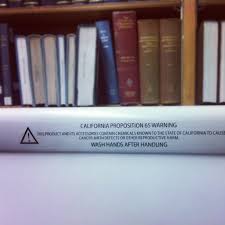 CALIFORNIA PROPOSITION 65 WARNING
THIS PRODUCT AND ITS ACCESSORIES CONTAIN CHEMICALS KNOWN TO THE STATE OF CALIFORNIA TO CAUSE
CANCER, BIRTH DEFECTS OR OTHER REPRODUCTIVE HARM.
WASH HANDS AFTER HANDLING